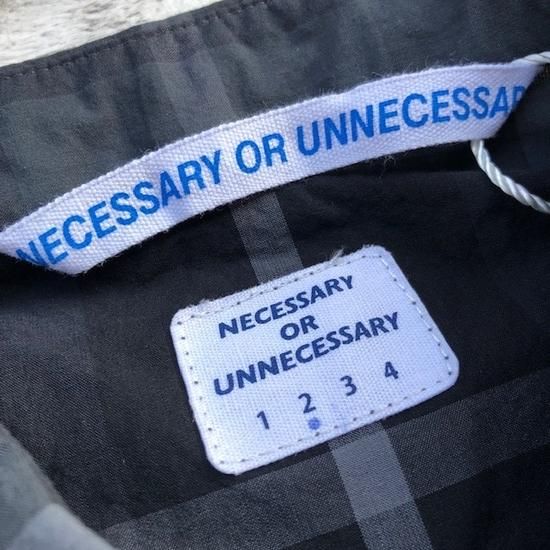 NECESSARY OR UNNECESSAR
NECESSARY
OR
UNNECESSARY
1 2 3 4